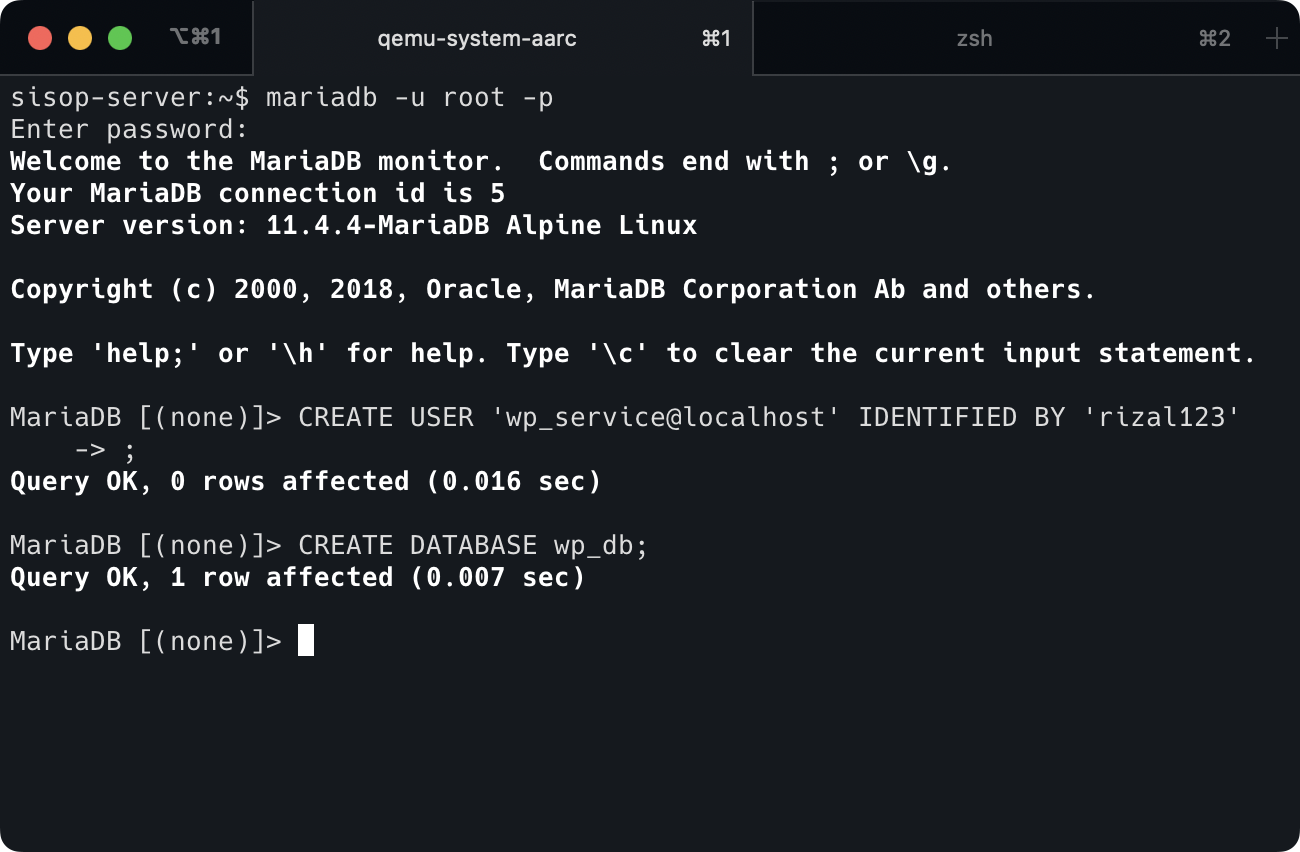 ⌥⌘1 qemu-system-aarc ⌘1 zsh ⌘2 +
sisop-server:~$ mariadb -u root -p
Enter password:
Welcome to the MariaDB monitor.  Commands end with ; or \g.
Your MariaDB connection id is 5
Server version: 11.4.4-MariaDB Alpine Linux
Copyright (c) 2000, 2018, Oracle, MariaDB Corporation Ab and others.
Type 'help;' or '\h' for help. Type '\c' to clear the current input statement.
MariaDB [(none)]> CREATE USER 'wp_service@localhost' IDENTIFIED BY 'rizal123'
    -> ;
Query OK, 0 rows affected (0.016 sec)
MariaDB [(none)]> CREATE DATABASE wp_db;
Query OK, 1 row affected (0.007 sec)
MariaDB [(none)]>